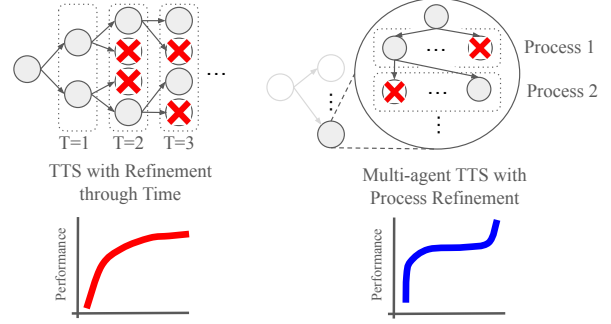 T=1
T=2
T=3
...
TTS with Refinement
through Time
Performance
...
Process 1
...
Process 2
Multi-agent TTS with
Process Refinement
Performance